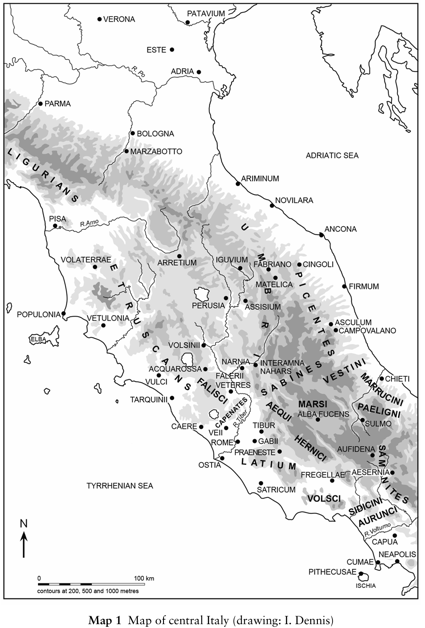 VERONA
PATAVIUM
ESTE
R. Po
ADRIA
PARMA
BOLOGNA
MARZABOTTO
LIGURIANS
ADRIATIC SEA
ARIMINUM
NOVILARA
PISA
R.Arno
ANCONA
VOLATERRAE
ETRUSCANS
ARRETIUM
UMBRI
IGUVIUM
FABRIANO
CINGOLI
MATELICA
PICENTES
FIRMUM
PERUSIA
ASSISIUM
POPULONIA
VETULONIA
ELBA
ASCULUM
CAMPOVALANO
VOLSINII
NARNIA
INTERAMNA
NAHARS
ACQUAROSSA
FALERII
VETERES
SABINES
VESTINI
VULCI
FALISCI
MARRUCINI
CHIETI
TARQUINII
CAPENATES
AEQUI
MARSI
ALBA FUCENS
PAELIGNI
SULMO
CAERE
VEII
R.Tiber
TIBUR
ROME
GABII
HERNICI
PRAENESTE
AUFIDENA
SAMNITES
OSTIA
LATIUM
FREGELLAE
AESERNIA
TYRRHENIAN SEA
SATRICUM
VOLSCI
SIDICINI
AURUNCI
R.Volturno
CAPUA
N
NEAPOLIS
CUMAE
PITHECUSAE
ISCHIA
0 100 km
contours at 200, 500 and 1000 metres
Map 1 Map of central Italy (drawing: I. Dennis)